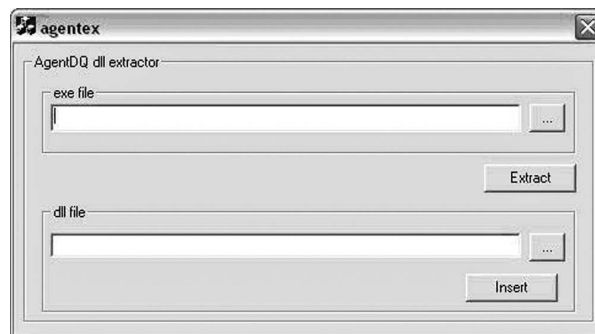 agentex
AgentDQ dll extractor
exe file
...
Extract
dll file
...
Insert